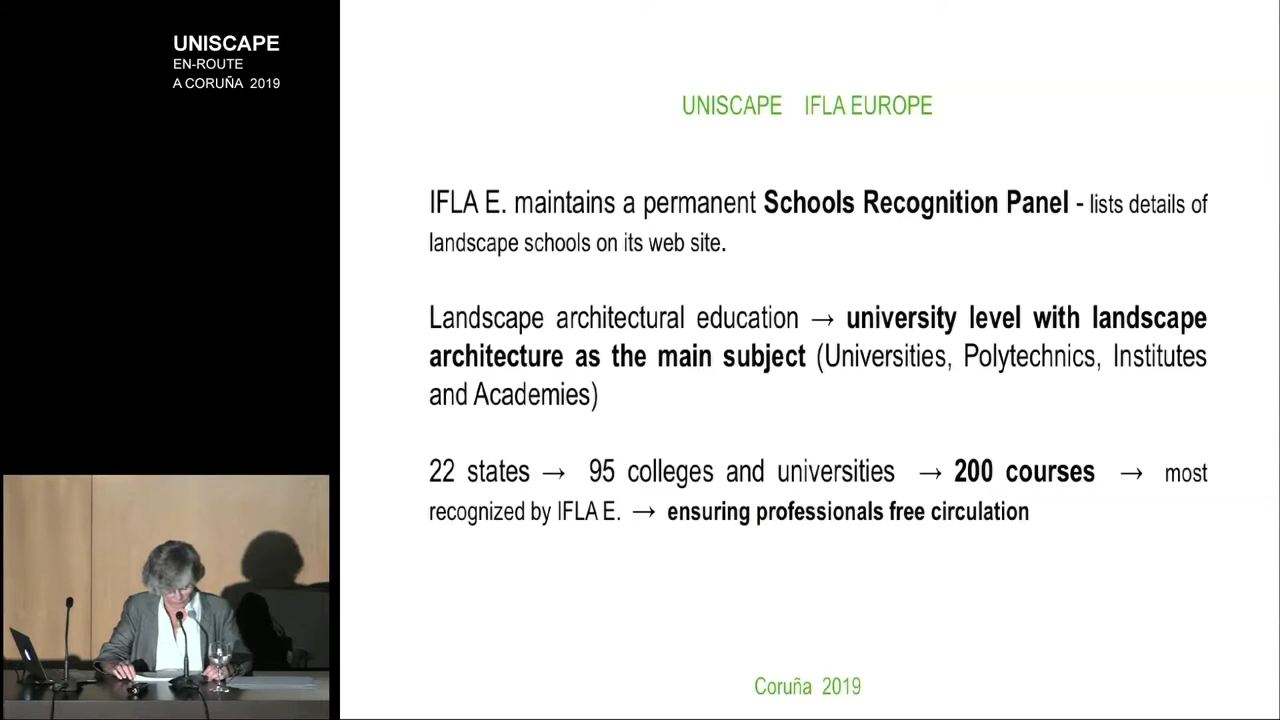 UNISCAPE
EN-ROUTE
A CORUÑA 2019
UNISCAPE IFLA EUROPE
IFLA E. maintains a permanent Schools Recognition Panel - lists details of
landscape schools on its web site.
Landscape architectural education → university level with landscape
architecture as the main subject (Universities, Polytechnics, Institutes
and Academies)
22 states → 95 colleges and universities → 200 courses → most
recognized by IFLA E. → ensuring professionals free circulation
Coruña 2019